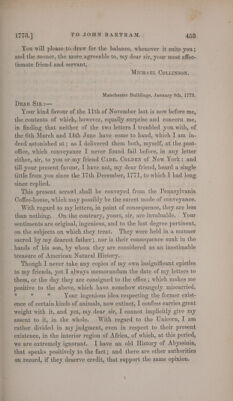 1773.] TO JOHN BARTRAM. 453
You will please to draw for the balance, whenever it suits you;
and the sooner, the more agreeable to, my dear sir, your most affec-
tionate friend and servant,
MICHAEL COLLINSON.
Manchester Buildings, January 8th, 1773.
DEAR SIR:—
Your kind favour of the 11th of November last is now before me,
the contents of which, however, equally surprise and concern me,
in finding that neither of the two letters I troubled you with, of
the 6th March and 15th June have come to hand, which I am in-
deed astonished at; as I delivered them both, myself, at the post-
office, which conveyance I never found fail before, in any letter
either, sir, to you or my friend CADR. COLDEN of New York: and
till your present favour, I have not, my dear friend, heard a single
title from you since the 17th December, 1771, to which I had long
since replied.
This present scrawl shall be conveyed from the Pennsylvania
Coffee-house, which may possibly be the surest mode of conveyance.
With regard to my letters, in point of consequence, they are less
than nothing. On the contrary, yours, sir, are invaluable. Your
sentiments are original, ingenious, and to the last degree pertinent,
on the subjects which they treat. They were held in a manner
sacred by my dearest father; nor is their consequence sunk in the
hands of his son, by whom they are considered as an inestimable
treasure of American Natural History.
Though I never take any copies of my own insignificant epistles
to my friends, yet I always memorandum the date of my letters to
them, or the day they are consigned to the office; which makes me
positive to the above, which have somehow strangely miscarried.
* * * Your ingenious idea respecting the former exist-
ence of certain kinds of animals, now extinct, I confess carries great
weight with it, and yet, my dear sir, I cannot implicitly give my
assent to it, in the whole. With regard to the Unicorn, I am
rather divided in my judgment, even in respect to their present
existence, in the interior region of Africa, of which, at this period,
we are extremely ignorant. I have an old History of Abyssinia,
that speaks positively to the fact; and there are other authorities
on record, if they deserve credit, that support the same opinion.